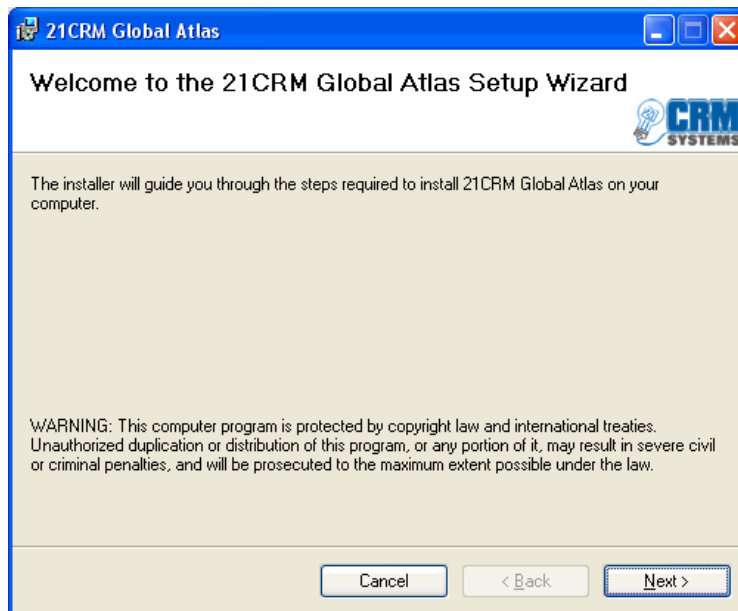 21CRM Global Atlas
Welcome to the 21CRM Global Atlas Setup Wizard
CRM
SYSTEMS
The installer will guide you through the steps required to install 21CRM Global Atlas on your
computer.
WARNING: This computer program is protected by copyright law and international treaties.
Unauthorized duplication or distribution of this program, or any portion of it, may result in severe civil
or criminal penalties, and will be prosecuted to the maximum extent possible under the law.
Cancel
< Back
Next >